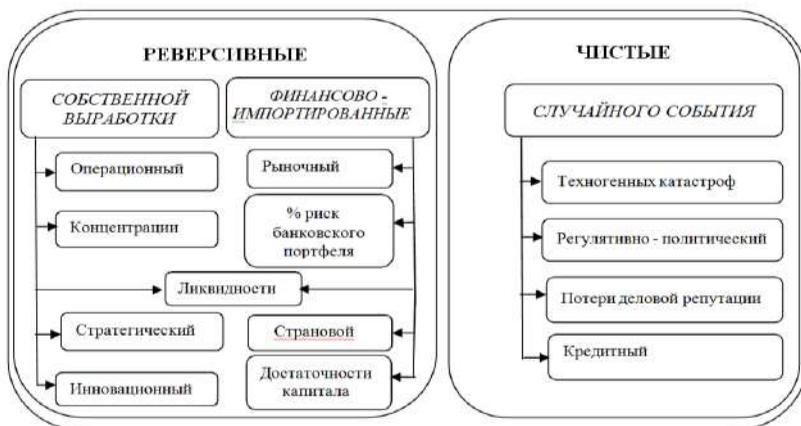 РЕВЕРСИВНЫЕ
СОБСТВЕННОЙ
ВЫРАБОТКИ
ФИНАНСОВО -
ИМПОРТИРОВАННЫЕ
Операционный
Рыночный
Концентрации
% риск
банковского
портфеля
Ликвидности
Стратегический
Страновой
Инновационный
Достаточности
капитала
ЧИСТЫЕ
СЛУЧАЙНОГО СОБЫТИЯ
Техногенных катастроф
Регулятивно - политический
Потери деловой репутации
Кредитный